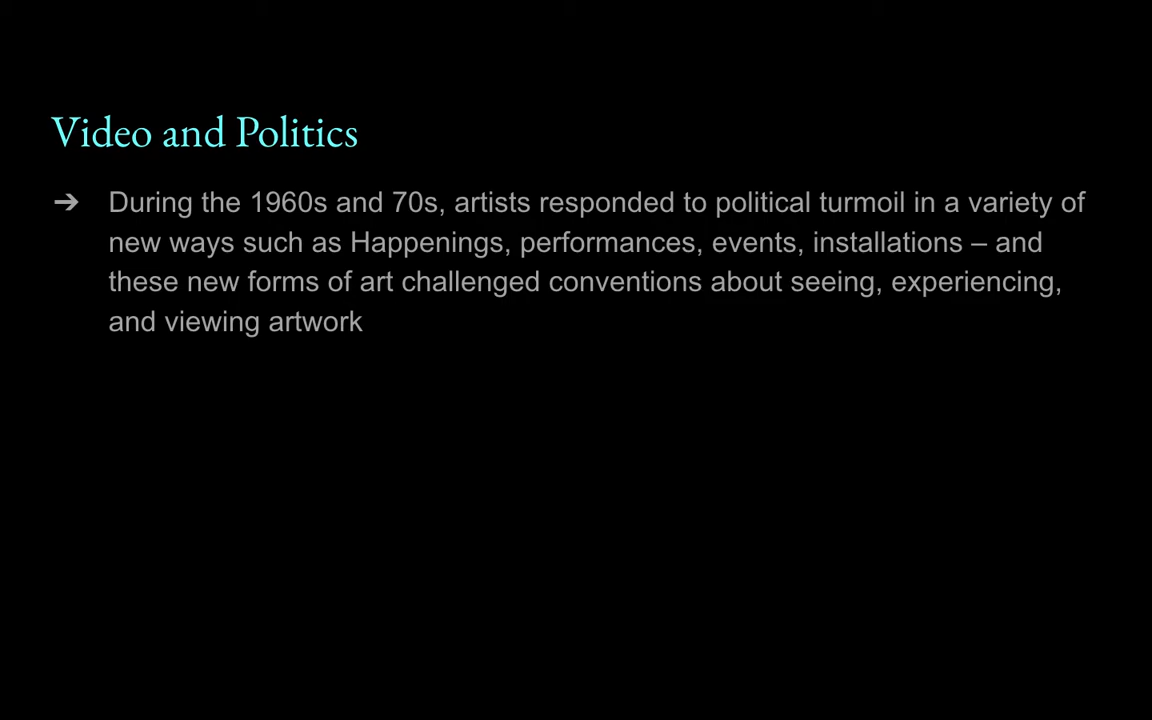 Video and Politics
➔ During the 1960s and 70s, artists responded to political turmoil in a variety of
new ways such as Happenings, performances, events, installations – and
these new forms of art challenged conventions about seeing, experiencing,
and viewing artwork